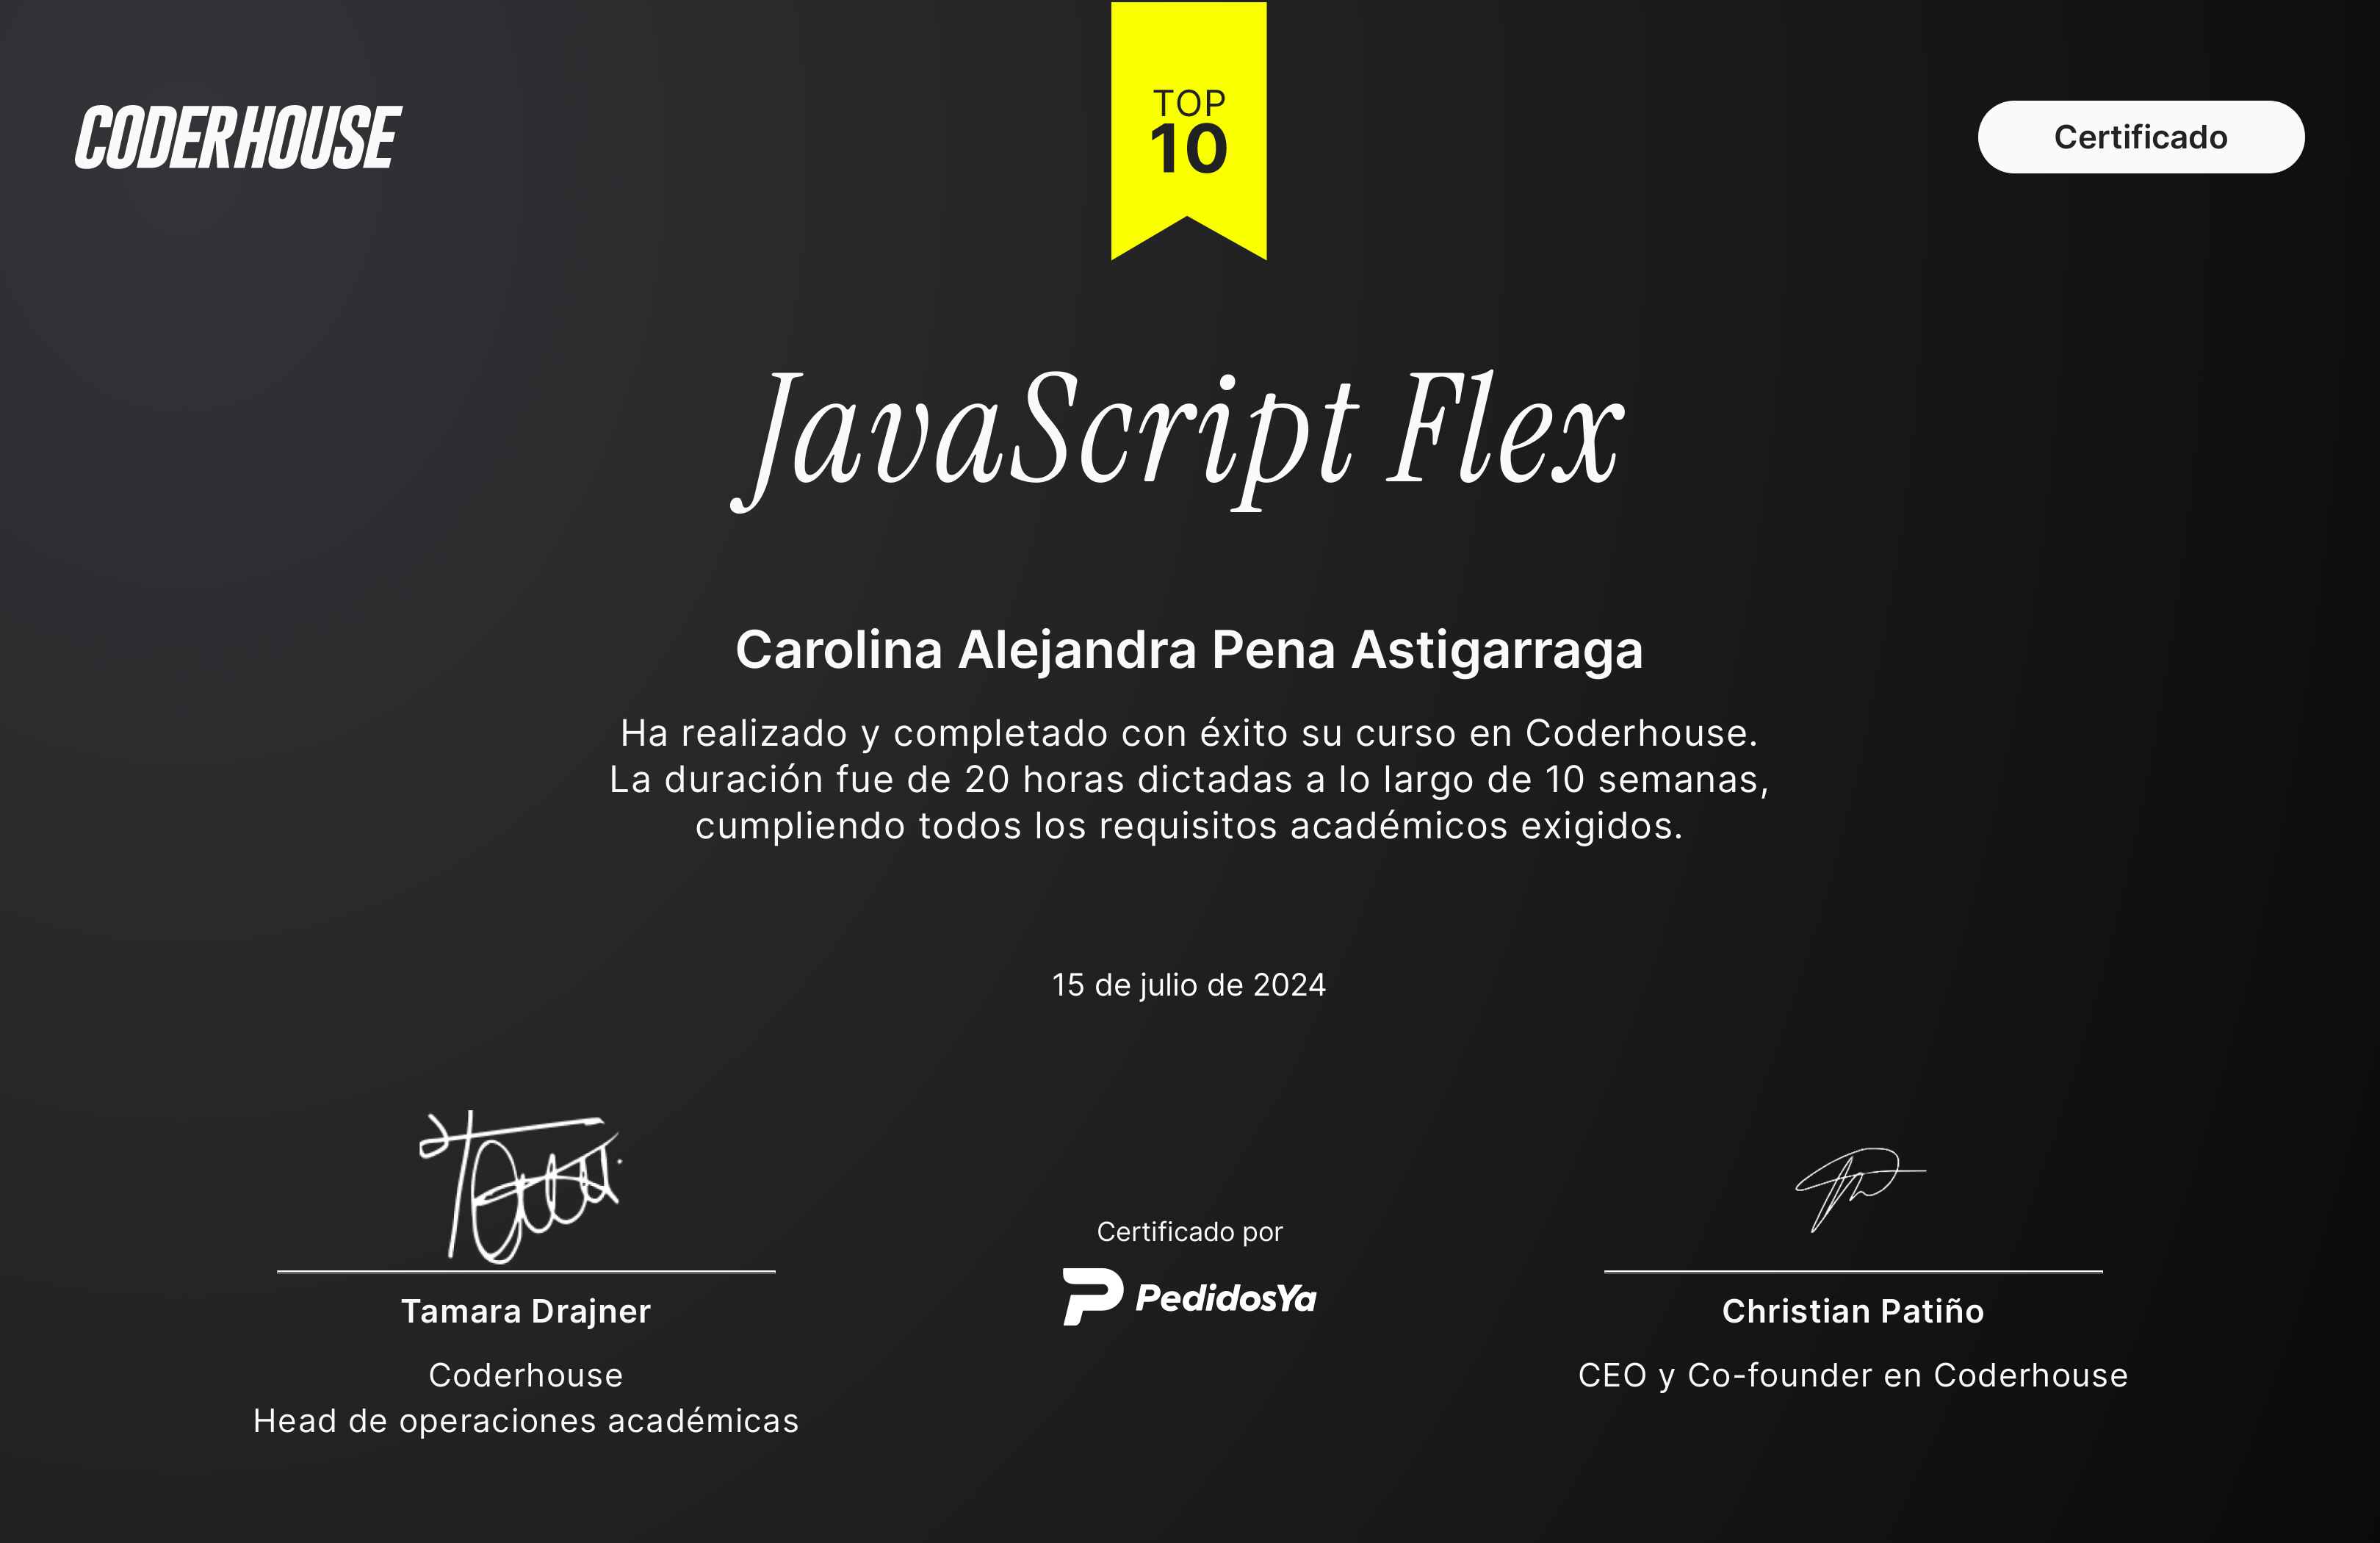 CODERHOUSE
TOP
10
Certificado
JavaScript Flex
Carolina Alejandra Pena Astigarraga
Ha realizado y completado con éxito su curso en Coderhouse.
La duración fue de 20 horas dictadas a lo largo de 10 semanas,
cumpliendo todos los requisitos académicos exigidos.
15 de julio de 2024
Tamara Drajner
Coderhouse
Head de operaciones académicas
Certificado por
PedidosYa
Christian Patiño
CEO y Co-founder en Coderhouse